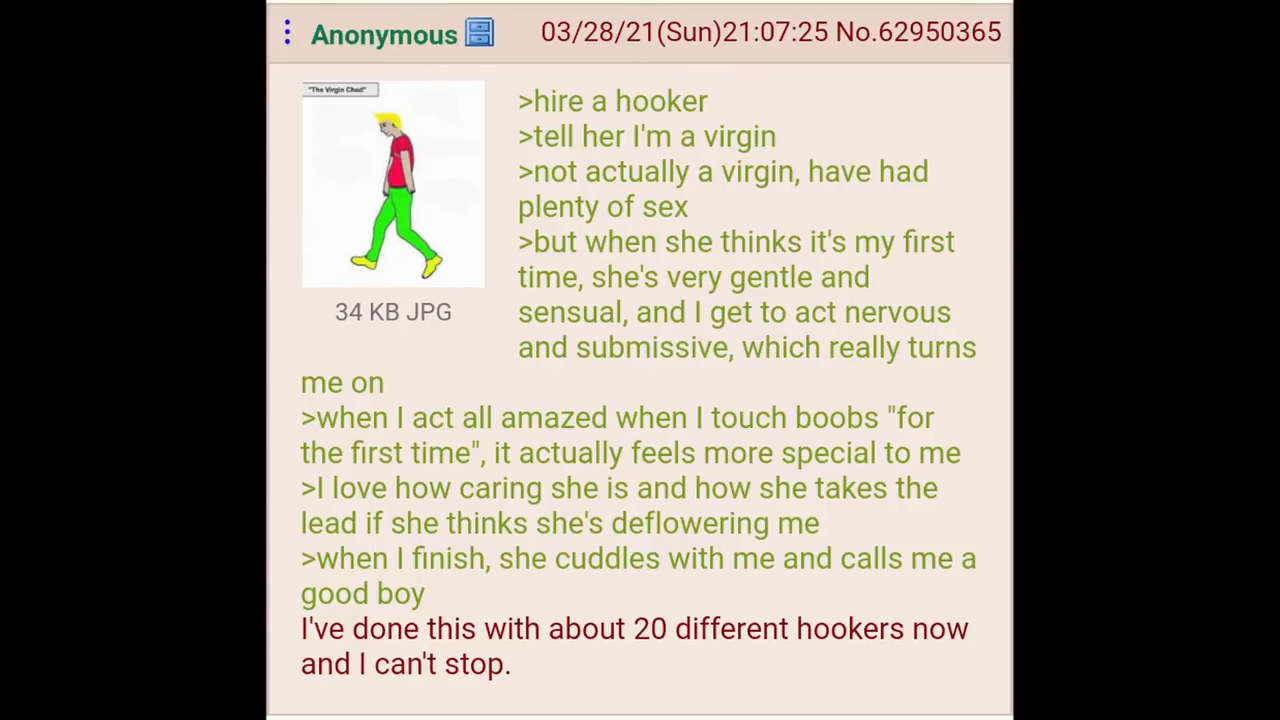 Anonymous 03/28/21(Sun)21:07:25 No.62950365
"The Virgin Chad"
34 KB JPG
>hire a hooker
>tell her I'm a virgin
>not actually a virgin, have had
plenty of sex
>but when she thinks it's my first
time, she's very gentle and
sensual, and I get to act nervous
and submissive, which really turns
me on
>when I act all amazed when I touch boobs "for
the first time", it actually feels more special to me
>I love how caring she is and how she takes the
lead if she thinks she's deflowering me
>when I finish, she cuddles with me and calls me a
good boy
I've done this with about 20 different hookers now
and I can't stop.